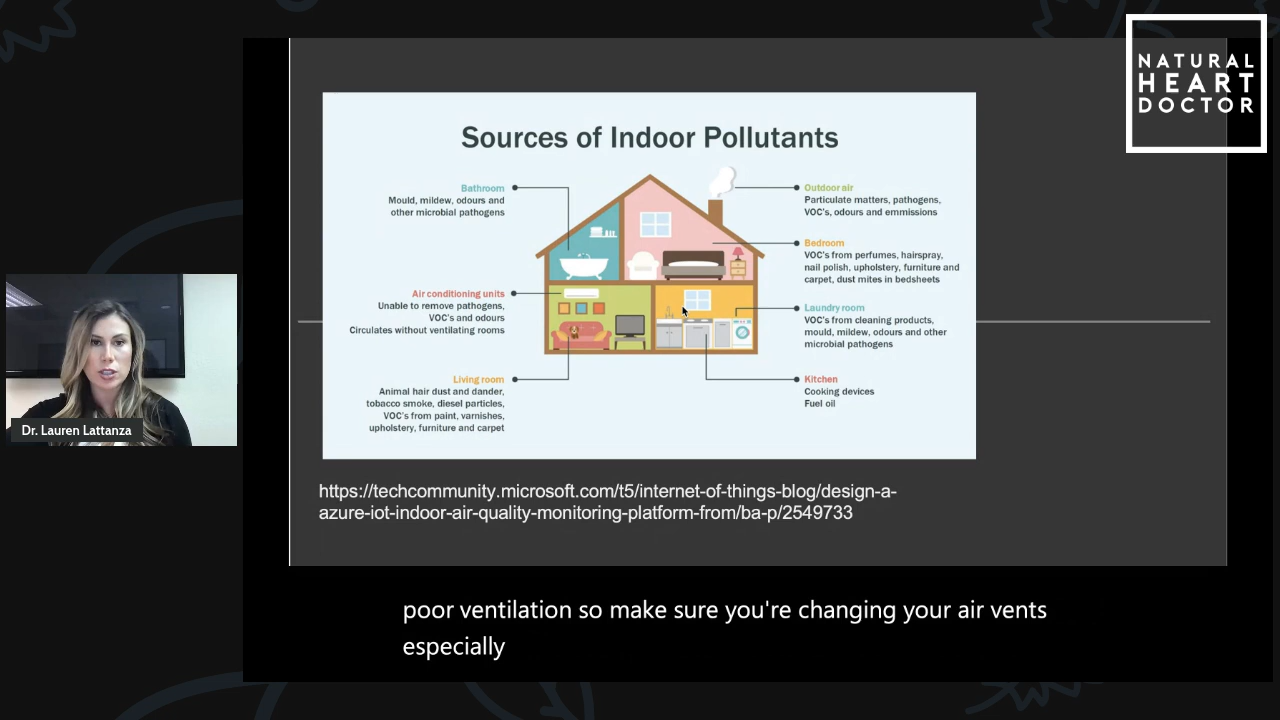 NATURAL
HEART
DOCTOR
Sources of Indoor Pollutants
Bathroom
Mould, mildew, odours and
other microbial pathogens
Air conditioning units
Unable to remove pathogens,
VOC's and odours
Circulates without ventilating rooms
Living room
Animal hair dust and dander,
tobacco smoke, diesel particles,
VOC's from paint, varnishes,
upholstery, furniture and carpet
Outdoor air
Particulate matters, pathogens,
VOC's, odours and emmissions
Bedroom
VOC's from perfumes, hairspray,
nail polish, upholstery, furniture and
carpet, dust mites in bedsheets
Laundry room
VOC's from cleaning products,
mould, mildew, odours and other
microbial pathogens
Kitchen
Cooking devices
Fuel oil
Dr. Lauren Lattanza
https://techcommunity.microsoft.com/t5/internet-of-things-blog/design-a-
azure-iot-indoor-air-quality-monitoring-platform-from/ba-p/2549733
poor ventilation so make sure you're changing your air vents
especially